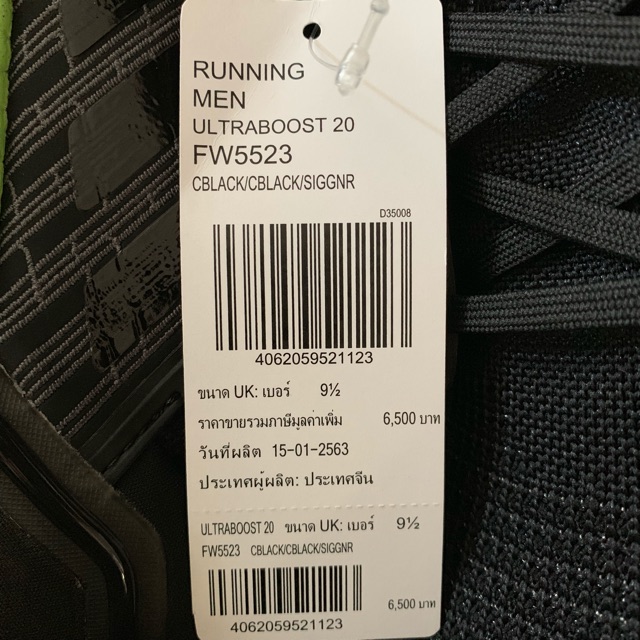 RUNNING
MEN
ULTRABOOST 20
FW5523
CBLACK/CBLACK/SIGGNR
D35008
4062059521123
ขนาด UK: เบอร์ 9½
ราคาขายรวมภาษีมูลค่าเพิ่ม 6,500 บาท
วันที่ผลิต 15-01-2563
ประเทศผู้ผลิต: ประเทศจีน
ULTRABOOST 20 ขนาด UK: เบอร์ 9½
FW5523 CBLACK/CBLACK/SIGGNR
6,500 บาท
4062059521123